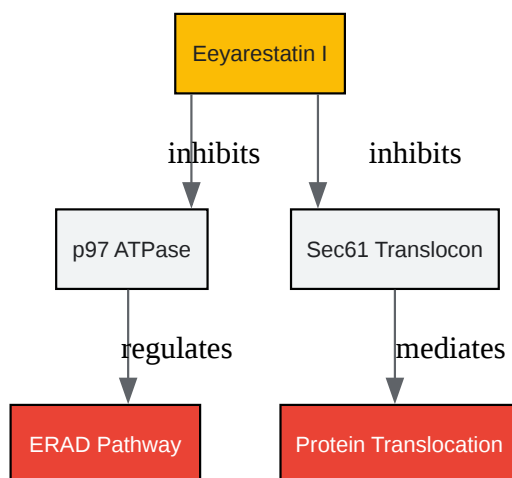 Eeyarestatin I
inhibits
inhibits
p97 ATPase
Sec61 Translocon
regulates
mediates
ERAD Pathway
Protein Translocation